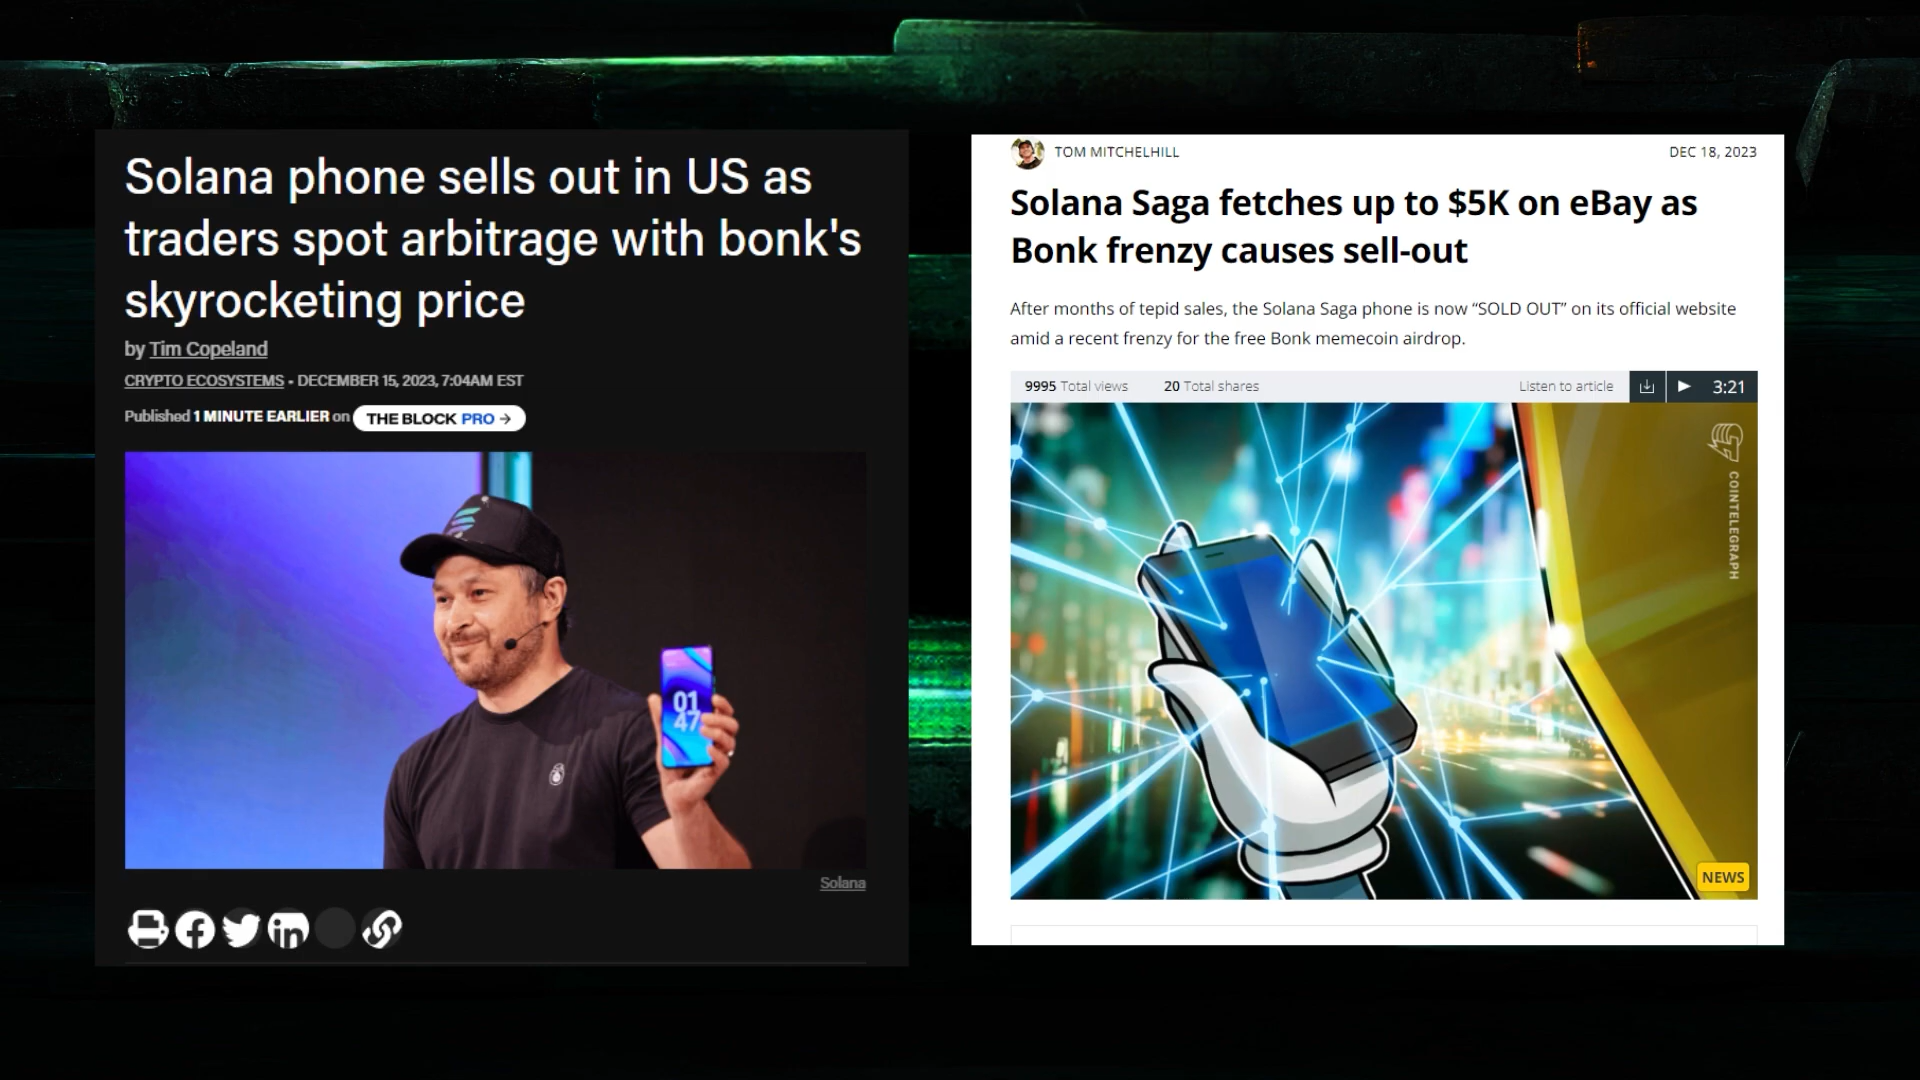 Solana phone sells out in US as
traders spot arbitrage with bonk's
skyrocketing price
by Tim Copeland
CRYPTO ECOSYSTEMS • DECEMBER 15, 2023, 7:04AM EST
Published 1 MINUTE EARLIER on THE BLOCK PRO →
01
47
Solana
TOM MITCHELHILL
DEC 18, 2023
Solana Saga fetches up to $5K on eBay as
Bonk frenzy causes sell-out
After months of tepid sales, the Solana Saga phone is now “SOLD OUT” on its official website
amid a recent frenzy for the free Bonk memecoin airdrop.
9995 Total views 20 Total shares Listen to article 3:21
COINTELEGRAPH
NEWS